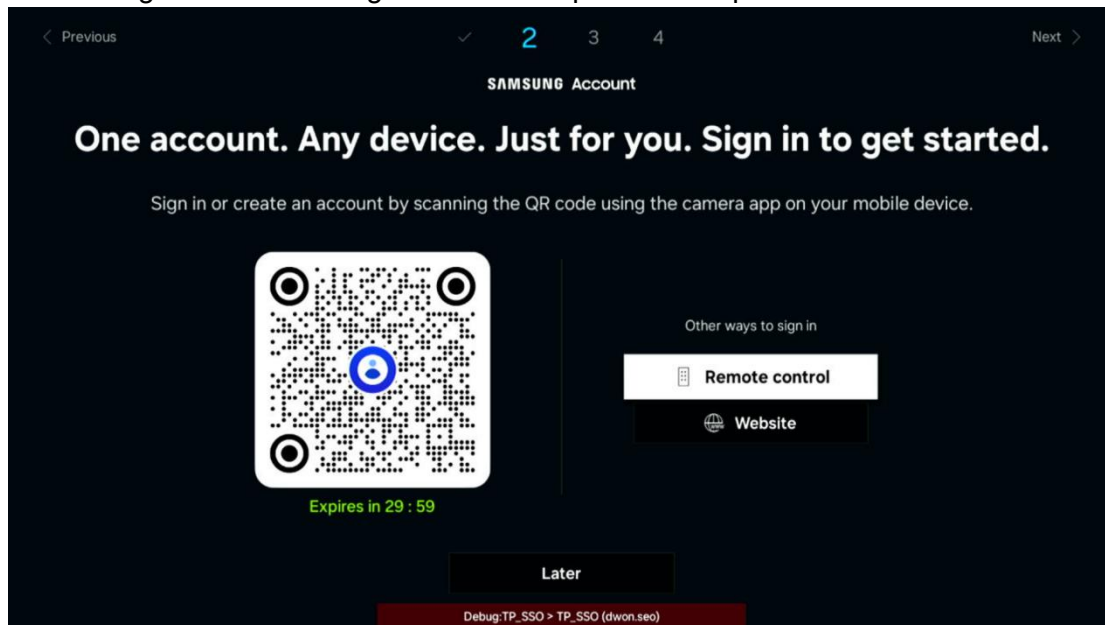 Previous
2
3
4
Next
SAMSUNG Account
One account. Any device. Just for you. Sign in to get started.
Sign in or create an account by scanning the QR code using the camera app on your mobile device.
Other ways to sign in
Remote control
www Website
Expires in 29 : 59
Later
Debug:TP_SSO > TP_SSO (dwon.seo)